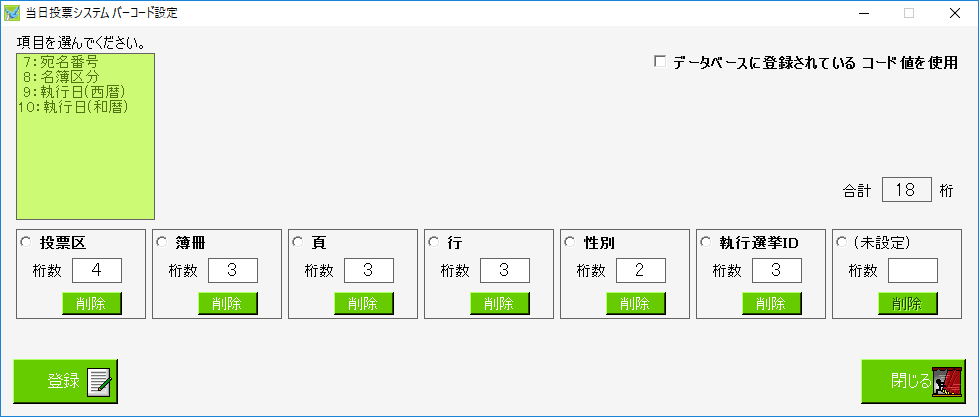 当日投票システム バーコード設定
項目を選んでください。
7:宛名番号
8:名簿区分
9:執行日(西暦)
10:執行日(和暦)
データベースに登録されている コード値を使用
合計 18 桁
投票区 簿冊 頁 行 性別 執行選挙ID (未設定)
桁数 4 桁数 3 桁数 3 桁数 3 桁数 2 桁数 3 桁数
削除 削除 削除 削除 削除 削除 削除
登録 閉じる